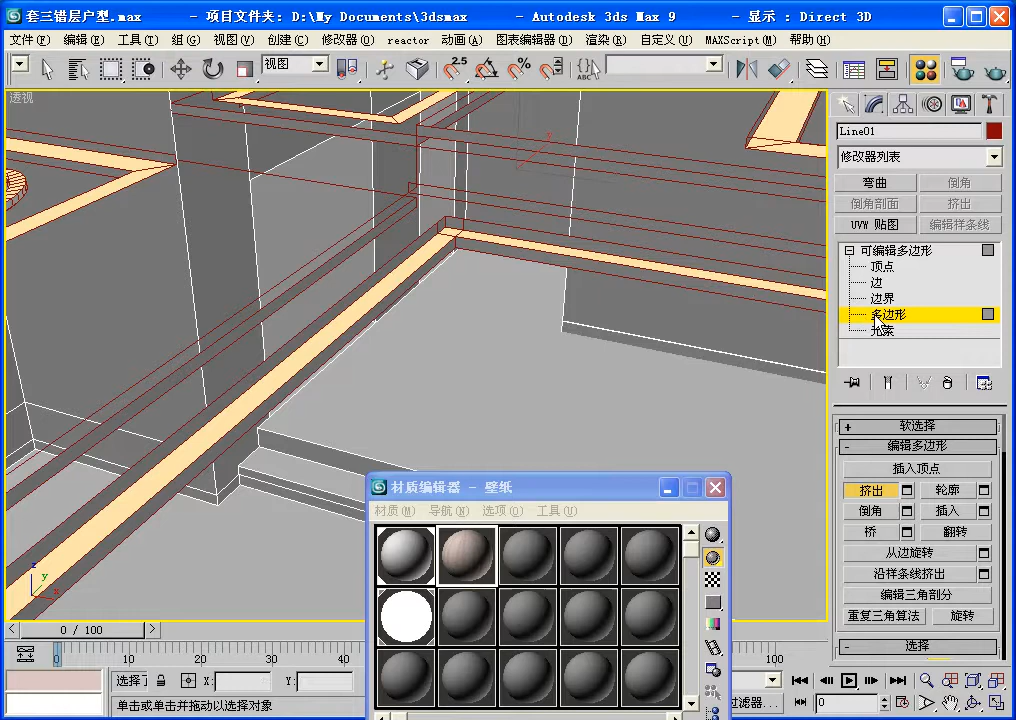 套三错层户型.max - 项目文件夹: D:\My Documents\3dsmax - Autodesk 3ds Max 9 - 显示 : Direct 3D
文件(F) 编辑(E) 工具(T) 组(G) 视图(V) 创建(C) 修改器(O) reactor 动画(A) 图表编辑器(D) 渲染(R) 自定义(U) MAXScript(M) 帮助(H)
视图
2.5
%
ABC
透视
Line01
修改器列表
弯曲 倒角
倒角剖面 挤出
UVW 贴图 编辑样条线
可编辑多边形
顶点
边
边界
多边形
元素
+ 软选择
- 编辑多边形
插入顶点
挤出 轮廓
倒角 插入
桥 翻转
从边旋转
沿样条线挤出
编辑三角剖分
重复三角算法 旋转
- 选择
材质编辑器 - 壁纸
材质(M) 导航(N) 选项(O) 工具(U)
z
y
x
x
0 / 100
0 10 20 30 40 100
选择了 X: Y:
单击或单击并拖动以选择对象
过滤器...
0